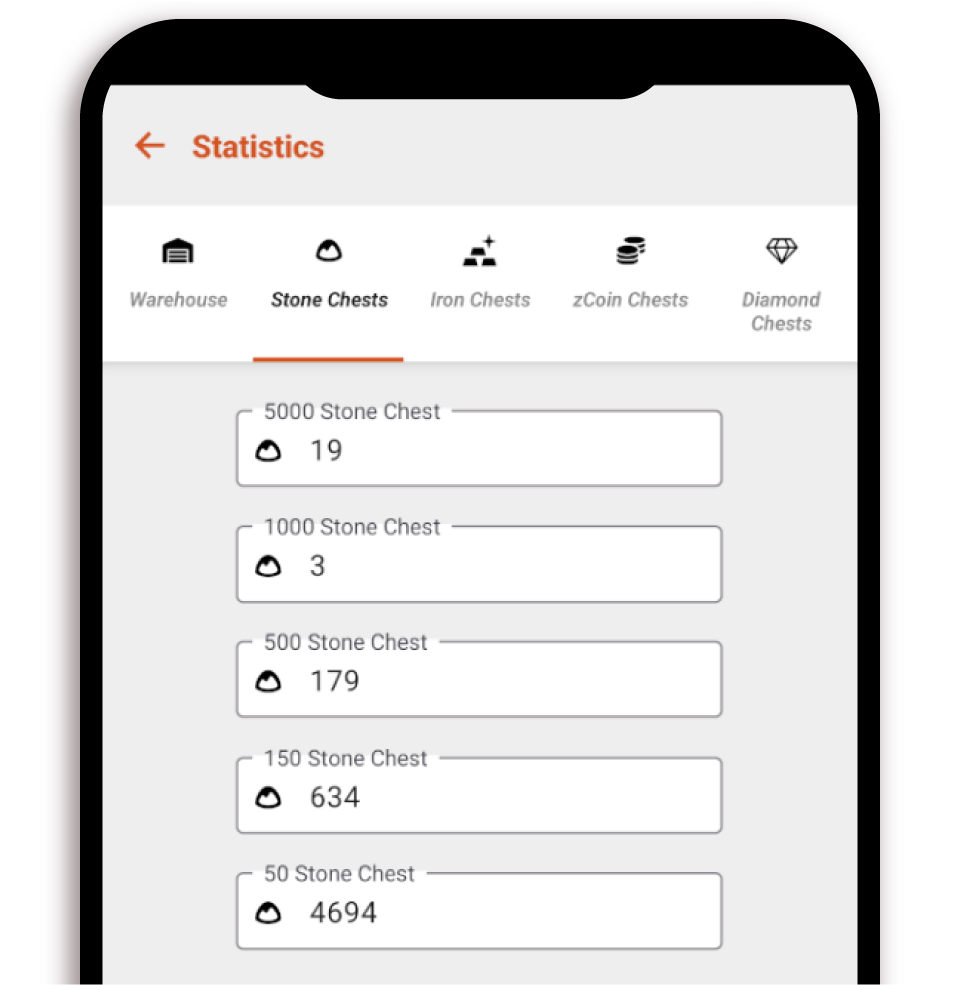 Statistics
Warehouse
Stone Chests
Iron Chests
zCoin Chests
Diamond
Chests
5000 Stone Chest
19
1000 Stone Chest
3
500 Stone Chest
179
150 Stone Chest
634
50 Stone Chest
4694